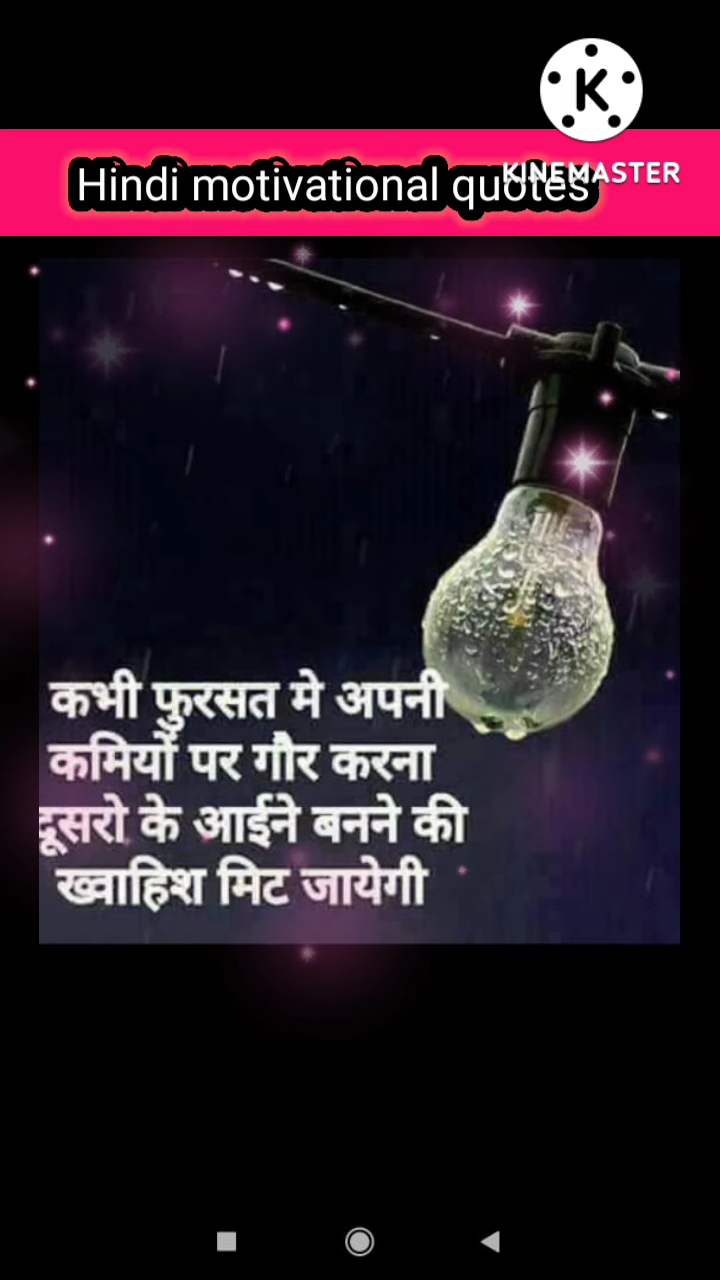 KINEMASTER
Hindi motivational quotes
कभी फुरसत मे अपनी
कमियों पर गौर करना
दूसरो के आईने बनने की
ख्वाहिश मिट जायेगी